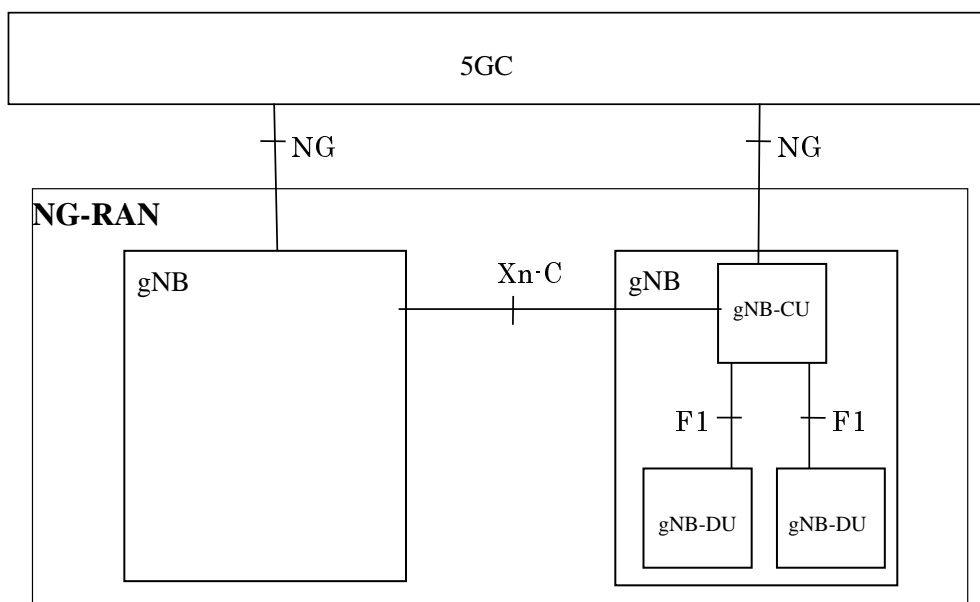 5GC
NG
NG
NG-RAN
gNB
Xn-C
gNB
gNB-CU
F1
F1
gNB-DU
gNB-DU